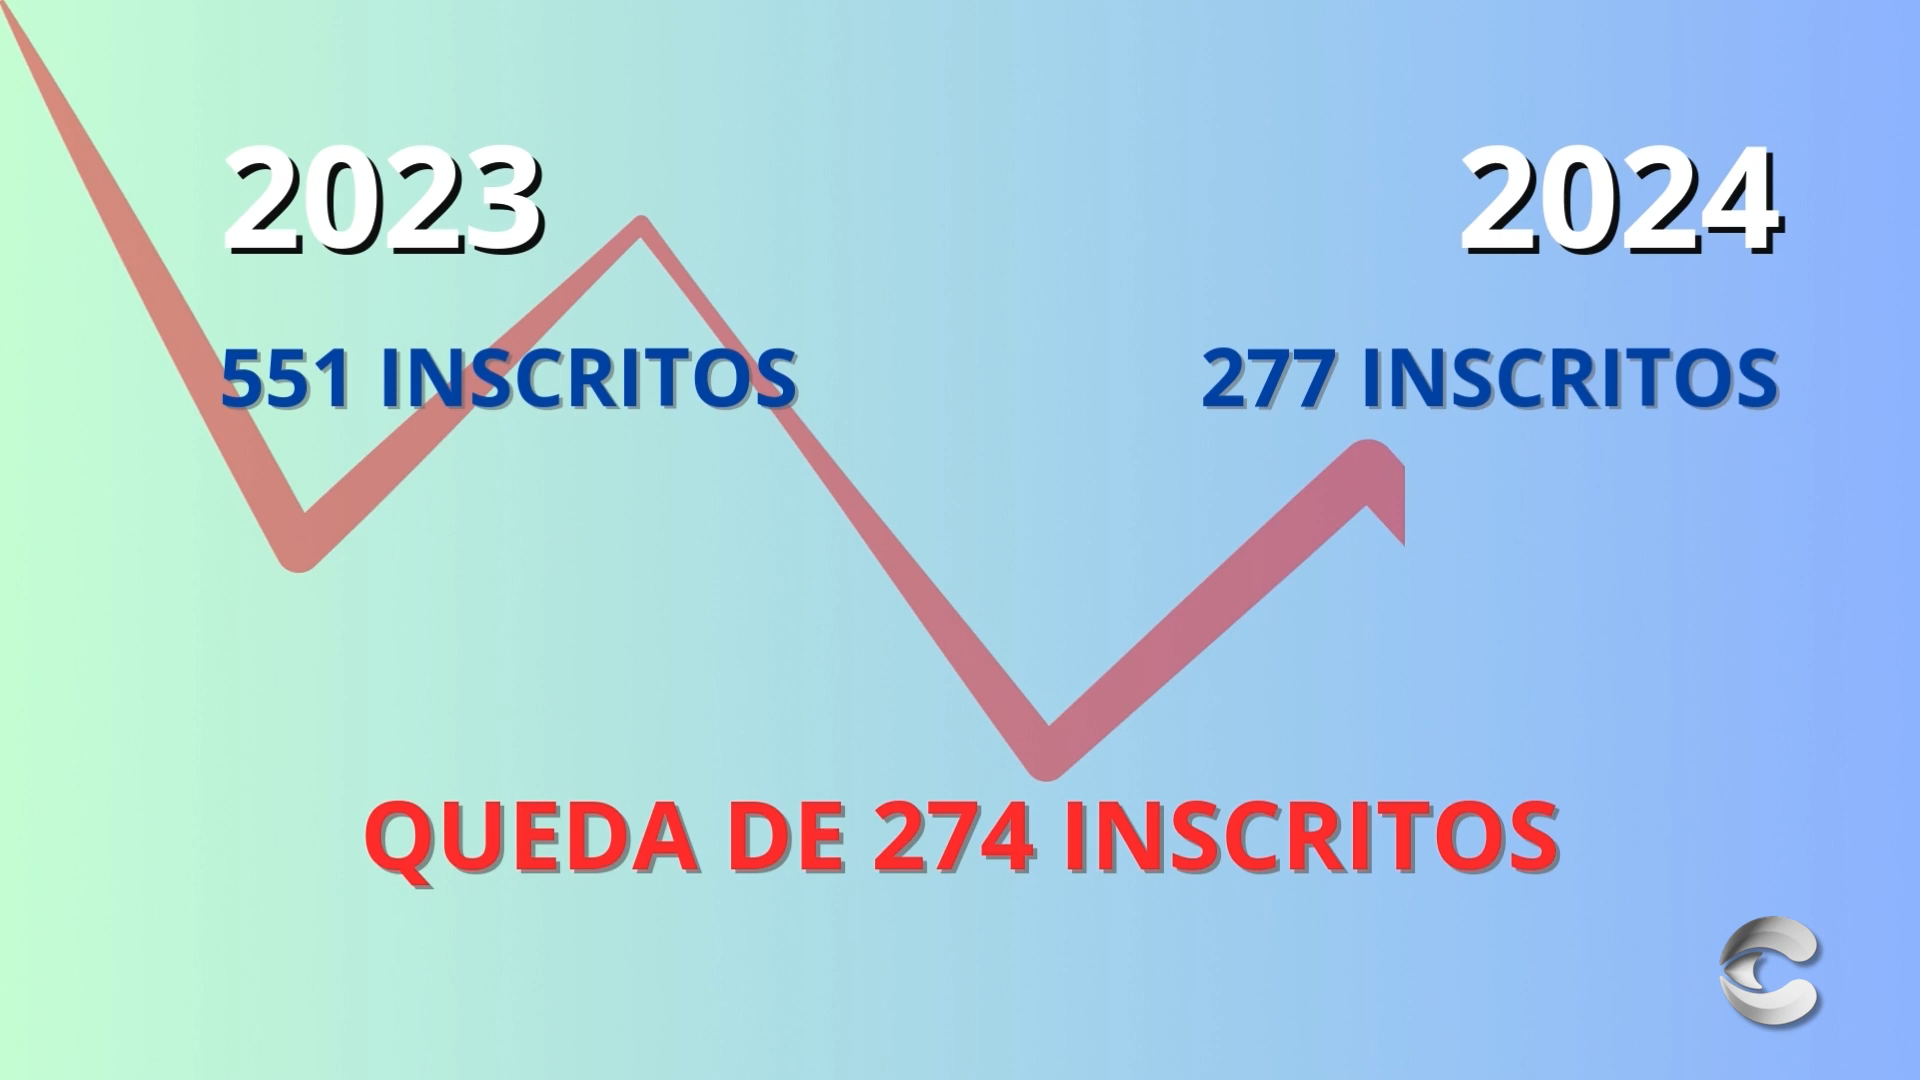 2023
2024
551 INSCRITOS
277 INSCRITOS
QUEDA DE 274 INSCRITOS